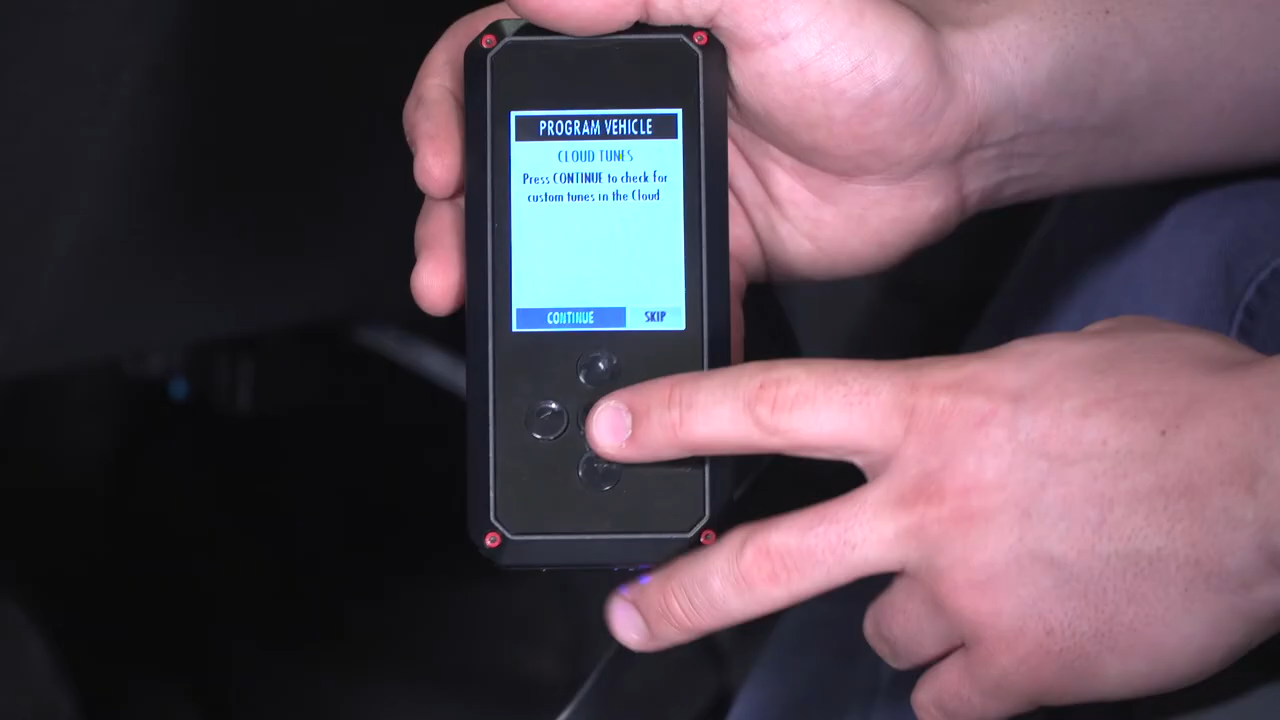 PROGRAM VEHICLE
CLOUD TUNES
Press CONTINUE to check for
custom tunes in the Cloud
CONTINUE SKIP